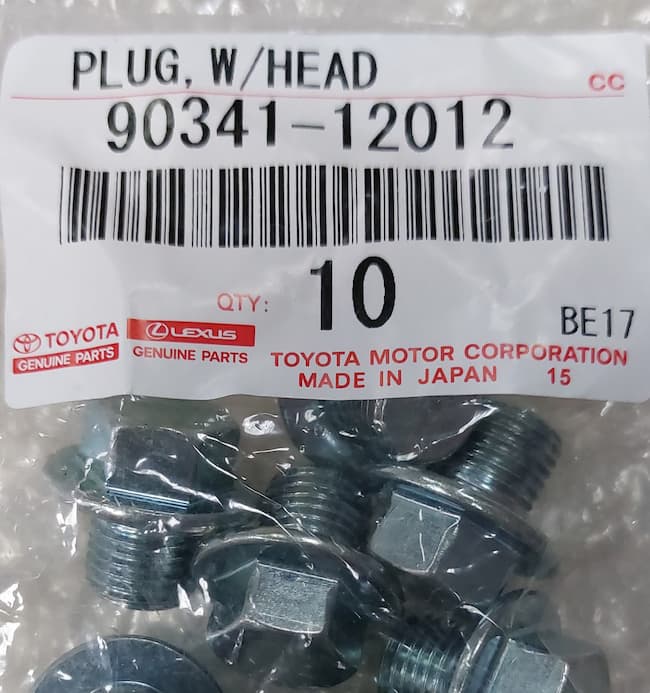 PLUG, W/HEAD
CC
90341-12012
QTY: 10
BE17
TOYOTA
GENUINE PARTS
LEXUS
GENUINE PARTS
TOYOTA MOTOR CORPORATION
MADE IN JAPAN 15